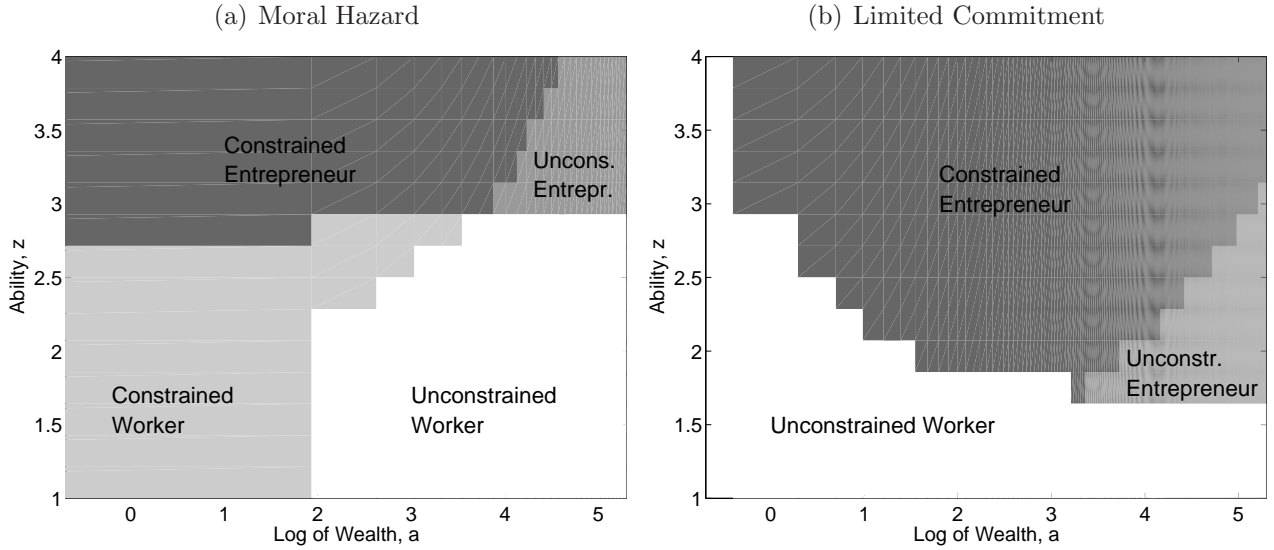 (a) Moral Hazard
4
3.5
3
2.5
2
1.5
1
Ability, z
Constrained
Entrepreneur
Uncons.
Entrepr.
Constrained
Worker
Unconstrained
Worker
0 1 2 3 4 5
Log of Wealth, a
(b) Limited Commitment
4
3.5
3
2.5
2
1.5
1
Ability, z
Constrained
Entrepreneur
Unconstr.
Entrepreneur
Unconstrained Worker
0 1 2 3 4 5
Log of Wealth, a